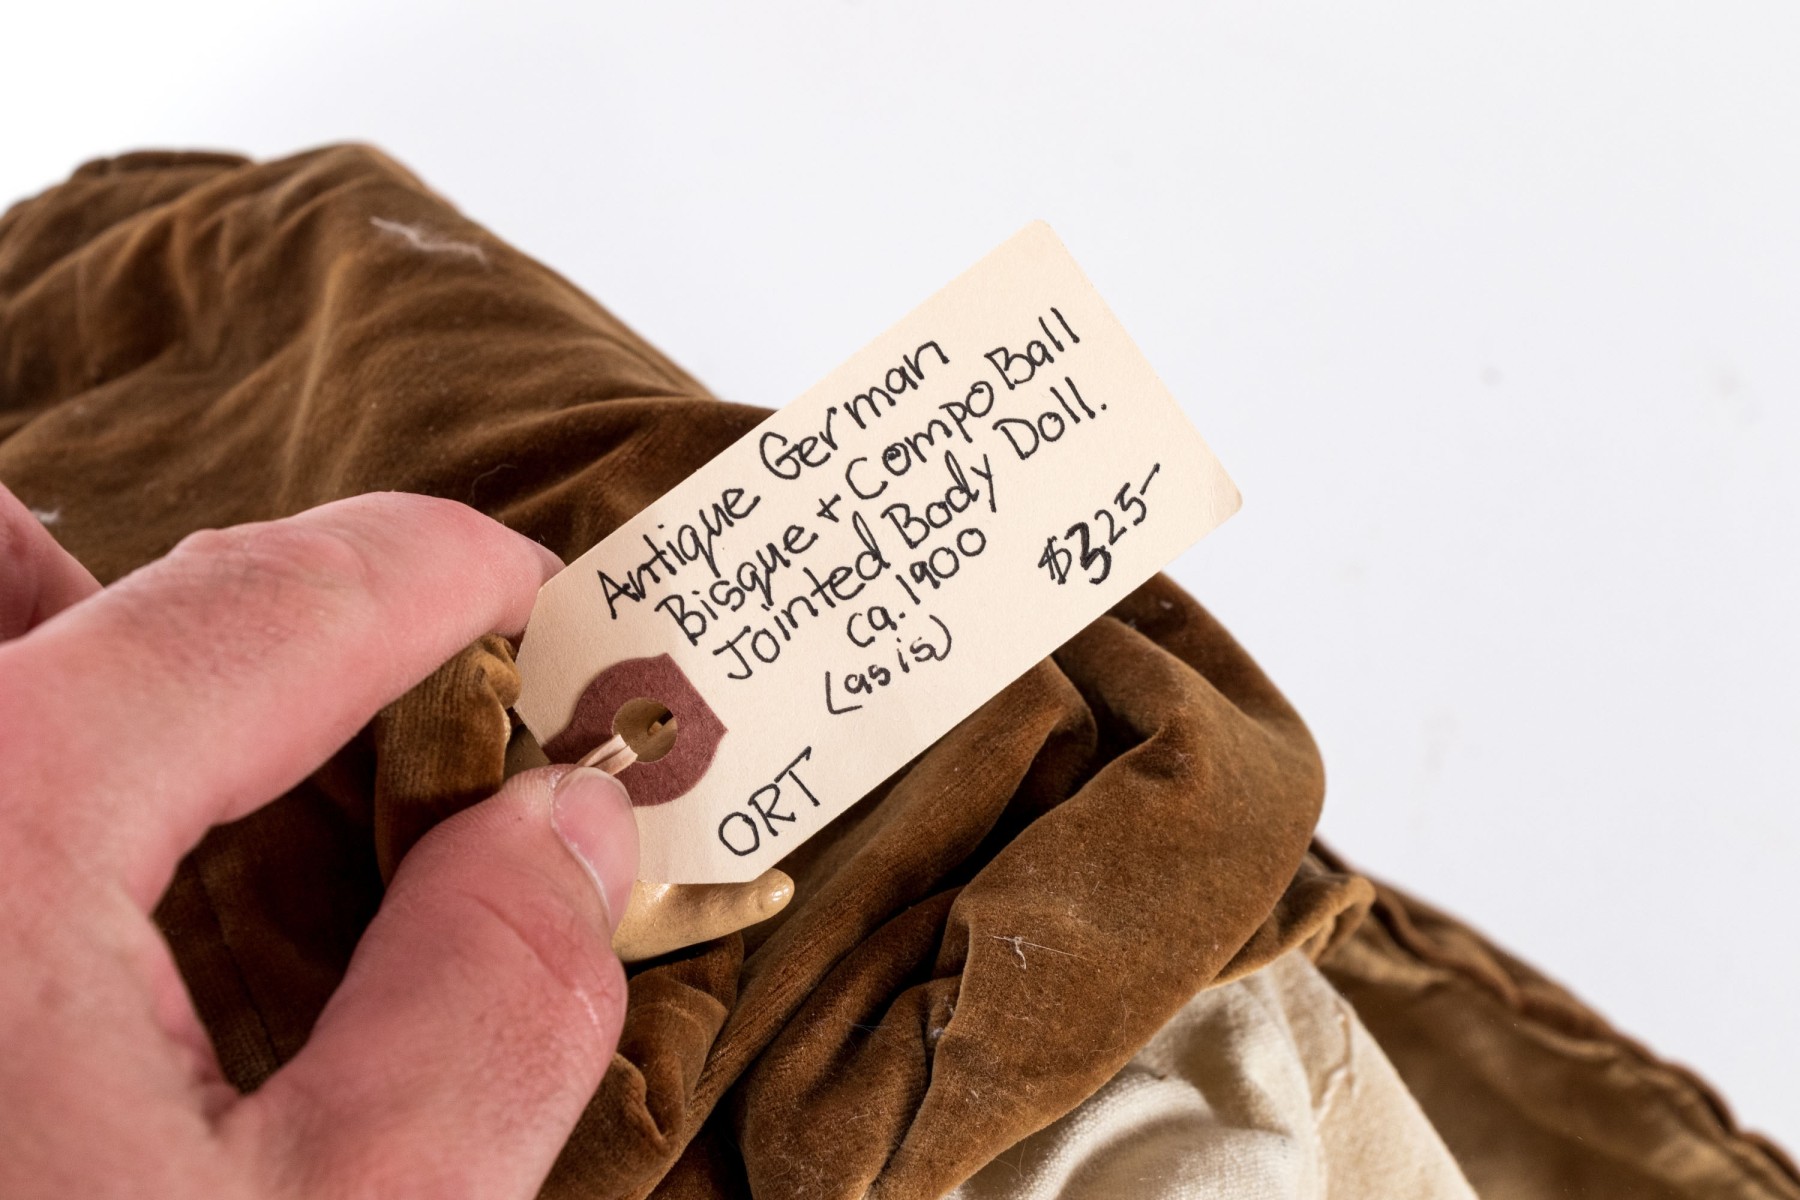 Antique German
Bisque + Compo Ball
Jointed Body Doll.
ca. 1900
(as is)
$325-
ORT